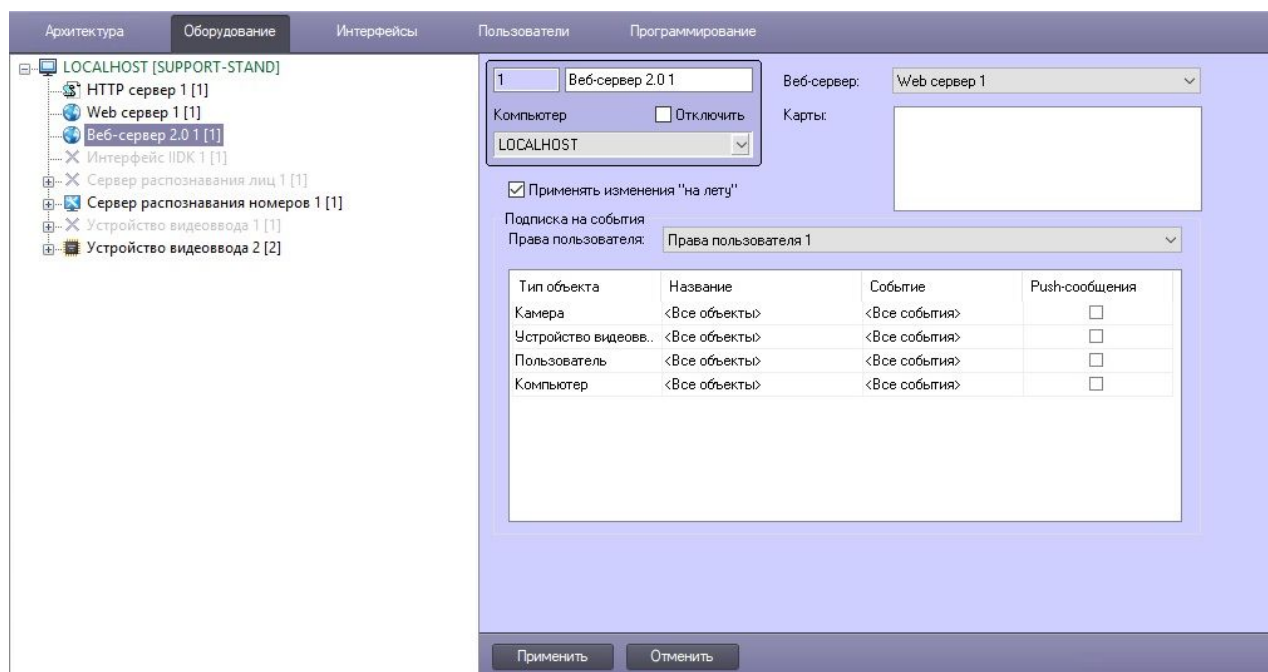 Архитектура Оборудование Интерфейсы Пользователи Программирование
LOCALHOST [SUPPORT-STAND]
HTTP сервер 1 [1]
Web сервер 1 [1]
Веб-сервер 2.0 1 [1]
Интерфейс IIDK 1 [1]
Сервер распознавания лиц 1 [1]
Сервер распознавания номеров 1 [1]
Устройство видеоввода 1 [1]
Устройство видеоввода 2 [2]
1 Веб-сервер 2.0 1
Компьютер Отключить
LOCALHOST
Веб-сервер: Web сервер 1
Карты:
Применять изменения "на лету"
Подписка на события
Права пользователя: Права пользователя 1
Тип объекта Название Событие Push-сообщения
Камера <Все объекты> <Все события>
Устройство видеовв.. <Все объекты> <Все события>
Пользователь <Все объекты> <Все события>
Компьютер <Все объекты> <Все события>
Применить Отменить